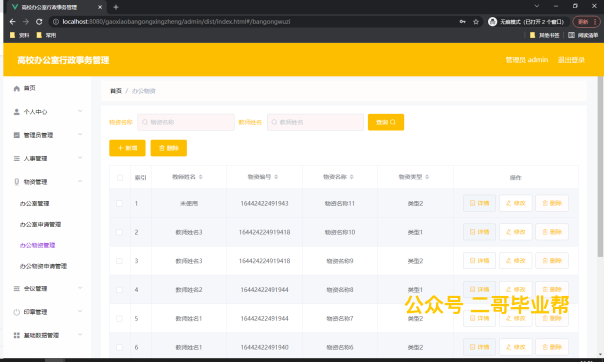 高校办公室行政事务管理
localhost:8080/gaoxiaobangongxingzheng/admin/dist/index.html#/bangongwuzi
无痕模式（已打开 2 个窗口）
更新
资料
常用
其他书签
阅读清单
高校办公室行政事务管理
管理员 admin
退出登录
首页
个人中心
管理员管理
人事管理
物资管理
办公室管理
办公室申请管理
办公物资管理
办公物资申请管理
会议管理
印章管理
基础数据管理
首页 / 办公物资
物资名称 物资名称 教师姓名 教师姓名 查询
+ 新增 删除
索引 教师姓名 物资编号 物资名称 物资类型 操作
1 未使用 16442422491943 物资名称11 类型2 详情 修改 删除
2 教师姓名3 164424224919418 物资名称10 类型1 详情 修改 删除
3 教师姓名3 164424224919418 物资名称9 类型2 详情 修改 删除
4 教师姓名2 16442422491944 物资名称8 类型1 详情 修改 删除
5 教师姓名1 16442422491944 物资名称7 类型2 详情 修改 删除
6 教师姓名1 16442422491940 物资名称6 类型2 详情 修改 删除
公众号 二哥毕业帮